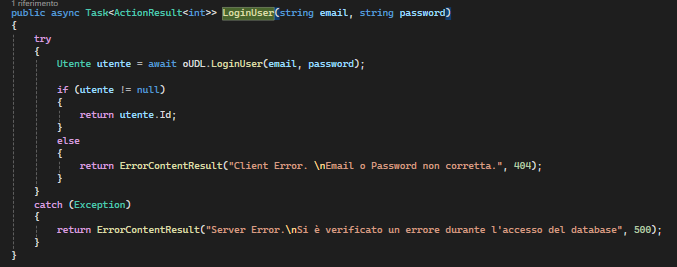 1 riferimento
public async Task<ActionResult<int>> LoginUser(string email, string password)
{
try
{
Utente utente = await oUDL.LoginUser(email, password);
if (utente != null)
{
return utente.Id;
}
else
{
return ErrorContentResult("Client Error. \nEmail o Password non corretta.", 404);
}
}
catch (Exception)
{
return ErrorContentResult("Server Error.\nSi è verificato un errore durante l'accesso del database", 500);
}
}